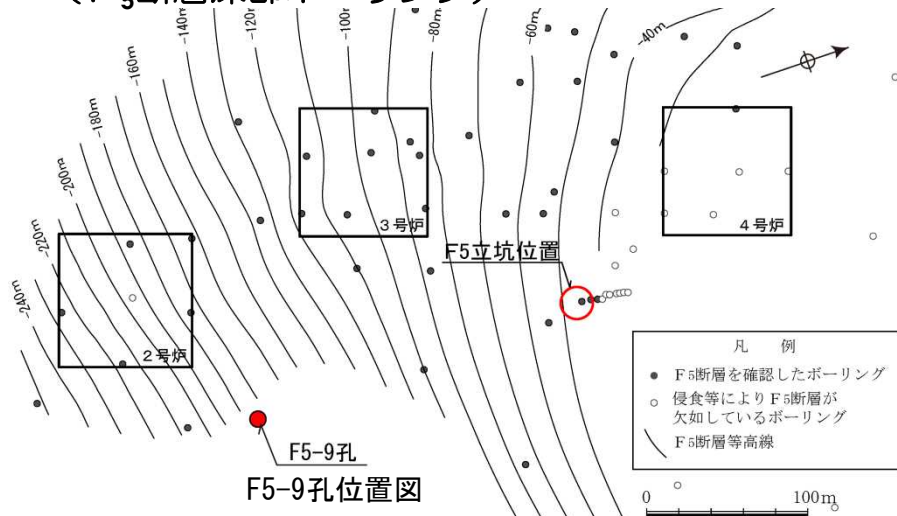 -140m
-120m
-100m
-80m
-60m
-40m
-160m
-180m
-200m
-220m
-240m
3号炉
4号炉
2号炉
F5立坑位置
F5-9孔
F5-9孔位置図
凡 例
F5断層を確認したボーリング
侵食等によりF5断層が
欠如しているボーリング
F5断層等高線
0 100m